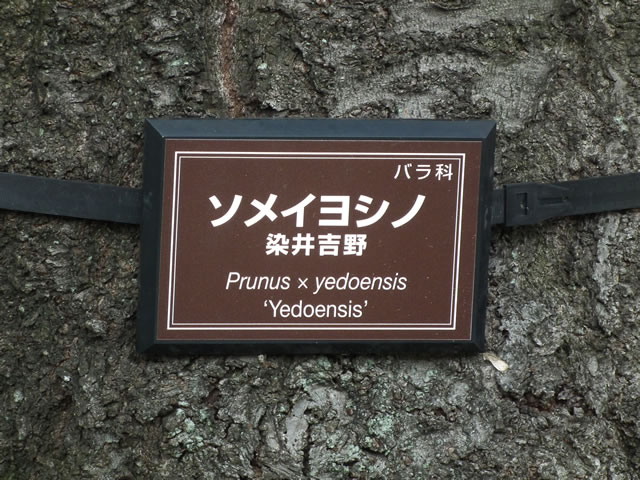 バラ科
ソメイヨシノ
染井吉野
Prunus × yedoensis
‘Yedoensis’